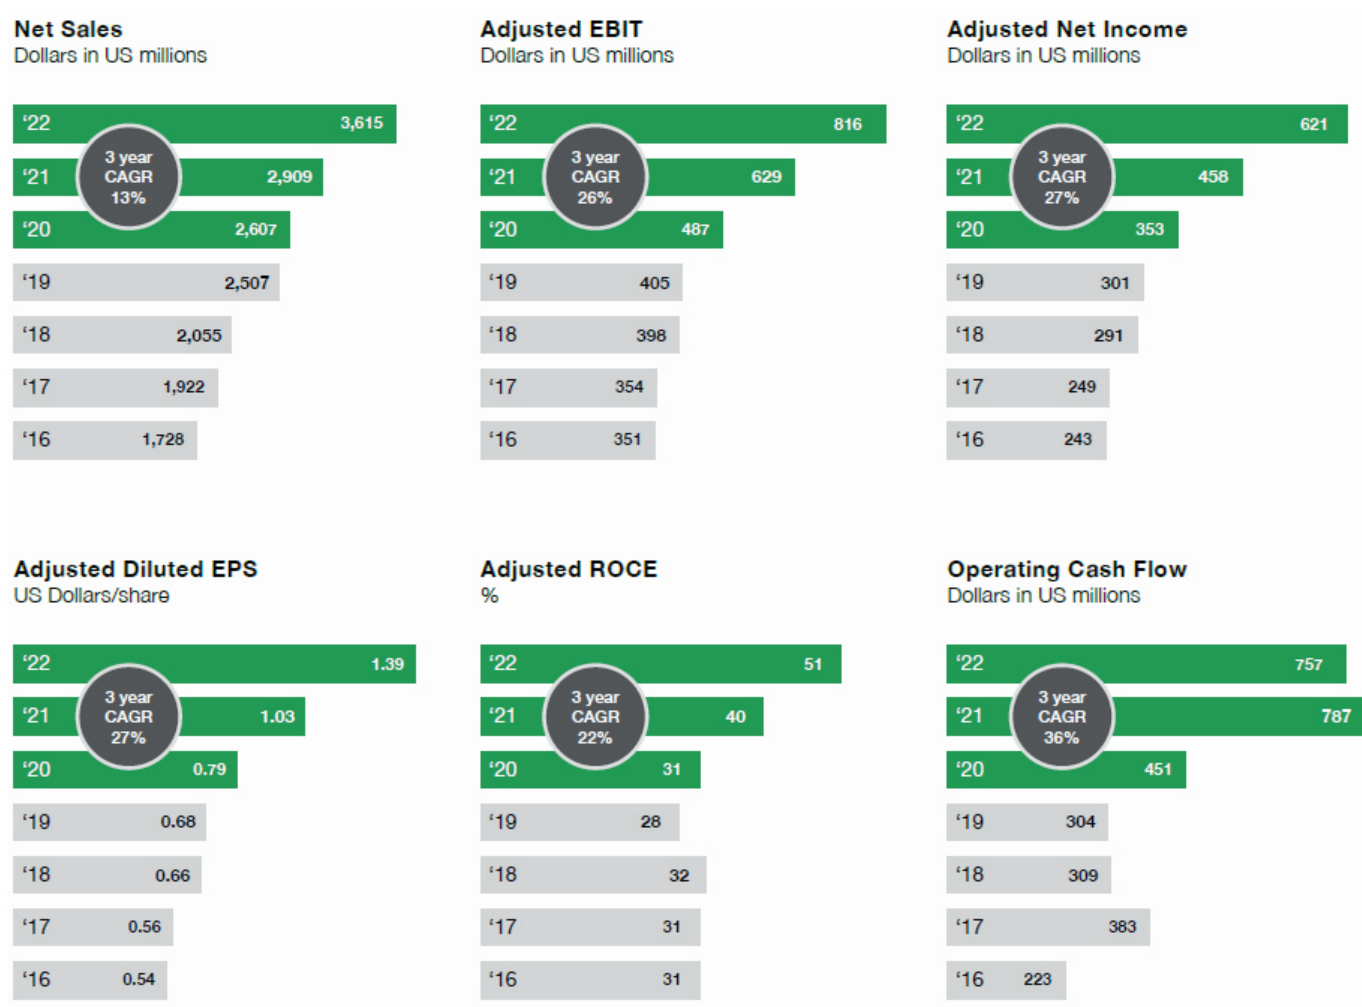 Net Sales
Dollars in US millions
‘22 3,615
‘21 2,909
‘20 2,607
3 year
CAGR
13%
‘19 2,507
‘18 2,055
‘17 1,922
‘16 1,728
Adjusted EBIT
Dollars in US millions
‘22 816
‘21 629
‘20 487
3 year
CAGR
26%
‘19 405
‘18 398
‘17 354
‘16 351
Adjusted Net Income
Dollars in US millions
‘22 621
‘21 458
‘20 353
3 year
CAGR
27%
‘19 301
‘18 291
‘17 249
‘16 243
Adjusted Diluted EPS
US Dollars/share
‘22 1.39
‘21 1.03
‘20 0.79
3 year
CAGR
27%
‘19 0.68
‘18 0.66
‘17 0.56
‘16 0.54
Adjusted ROCE
%
‘22 51
‘21 40
‘20 31
3 year
CAGR
22%
‘19 28
‘18 32
‘17 31
‘16 31
Operating Cash Flow
Dollars in US millions
‘22 757
‘21 787
‘20 451
3 year
CAGR
36%
‘19 304
‘18 309
‘17 383
‘16 223